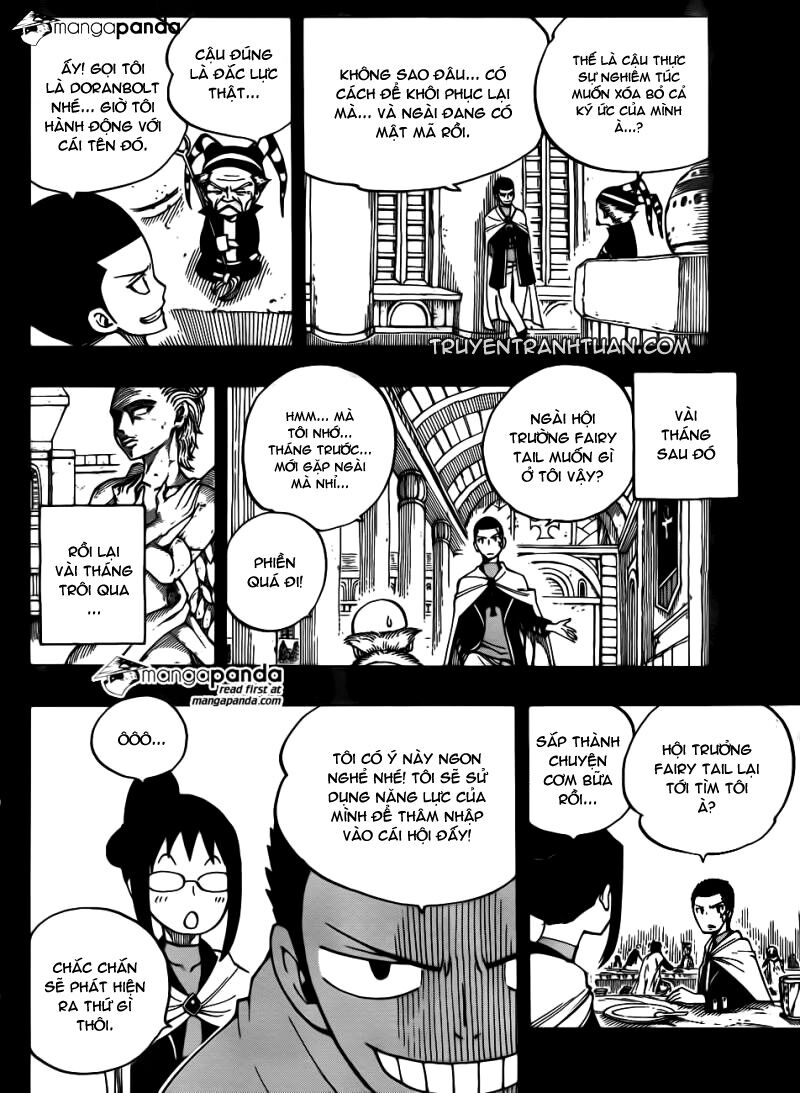 mangapanda
THẾ LÀ CẬU THỰC
SỰ NGHIÊM TÚC
MUỐN XÓA BỎ CẢ
KÝ ỨC CỦA MÌNH
À...?
KHÔNG SAO ĐÂU... CÓ
CÁCH ĐỂ KHÔI PHỤC LẠI
MÀ... VÀ NGÀI ĐANG CÓ
MẬT MÃ RỒI.
CẬU ĐÚNG
LÀ ĐẮC LỰC
THẬT...
ẤY! GỌI TÔI
LÀ DORANBOLT
NHÉ... GIỜ TÔI
HÀNH ĐỘNG VỚI
CÁI TÊN ĐÓ.
TRUYENTRANHTUAN.COM
VÀI
THÁNG
SAU ĐÓ
NGÀI HỘI
TRƯỜNG FAIRY
TAIL MUỐN GÌ
Ở TÔI VẬY?
HMM... MÀ
TÔI NHỚ...
THÁNG TRƯỚC...
MỚI GẶP NGÀI
MÀ NHỈ...
PHIỀN
QUÁ ĐI!
RỒI LẠI
VÀI THÁNG
TRÔI QUA
...
mangapanda
read first at
mangapanda.com
HỘI TRƯỞNG
FAIRY TAIL LẠI
TỚI TÌM TÔI
À?
SẮP THÀNH
CHUYỆN
CƠM BỮA
RỒI...
TÔI CÓ Ý NÀY NGON
NGHẺ NHÉ! TÔI SẼ SỬ
DỤNG NĂNG LỰC CỦA
MÌNH ĐỂ THÂM NHẬP
VÀO CÁI HỘI ĐẤY!
ÔÔÔ...
CHẮC CHẮN
SẼ PHÁT HIỆN
RA THỨ GÌ
THÔI.